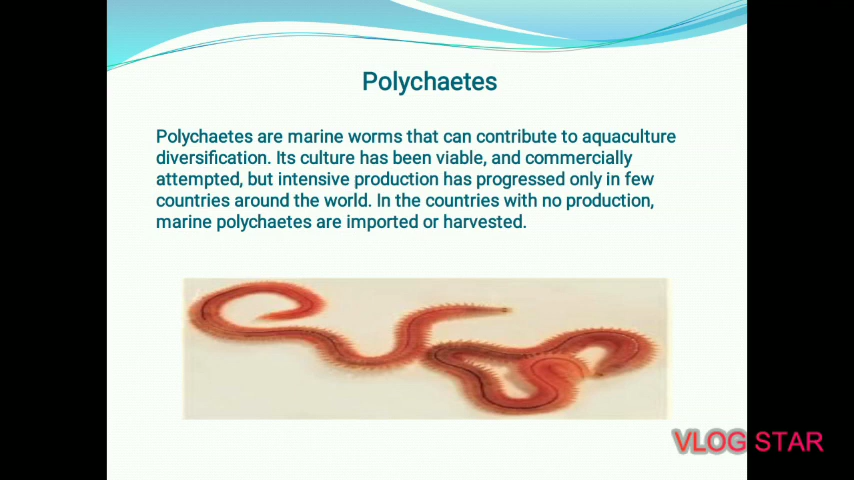 Polychaetes
Polychaetes are marine worms that can contribute to aquaculture
diversification. Its culture has been viable, and commercially
attempted, but intensive production has progressed only in few
countries around the world. In the countries with no production,
marine polychaetes are imported or harvested.
VLOG STAR